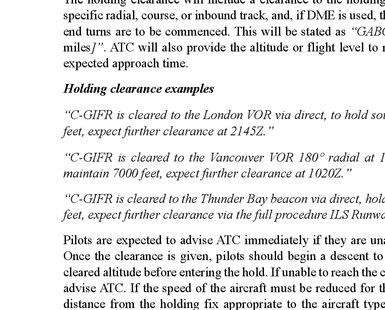 The holding clearance will include a clearance to the holding
specific radial, course, or inbound track, and, if DME is used, t
end turns are to be commenced. This will be stated as “GABC
miles]”. ATC will also provide the altitude or flight level to
expected approach time.
Holding clearance examples
“C-GIFR is cleared to the London VOR via direct, to hold so
feet, expect further clearance at 2145Z.”
“C-GIFR is cleared to the Vancouver VOR 180° radial at 1
maintain 7000 feet, expect further clearance at 1020Z.”
“C-GIFR is cleared to the Thunder Bay beacon via direct, hol
feet, expect further clearance via the full procedure ILS Runw
Pilots are expected to advise ATC immediately if they are una
Once the clearance is given, pilots should begin a descent to
cleared altitude before entering the hold. If unable to reach the c
advise ATC. If the speed of the aircraft must be reduced for t
distance from the holding fix appropriate to the aircraft type